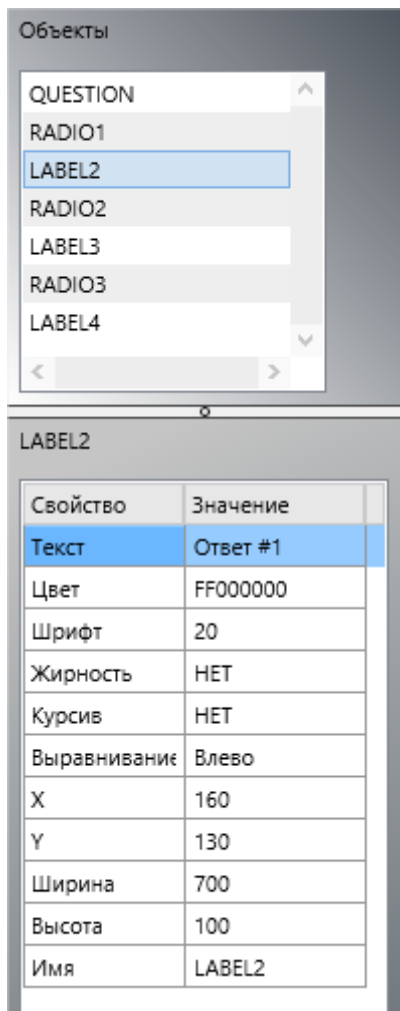 Объекты
QUESTION
RADIO1
LABEL2
RADIO2
LABEL3
RADIO3
LABEL4
LABEL2
Свойство Значение
Текст Ответ #1
Цвет FF000000
Шрифт 20
Жирность НЕТ
Курсив НЕТ
Выравнивание Влево
X 160
Y 130
Ширина 700
Высота 100
Имя LABEL2